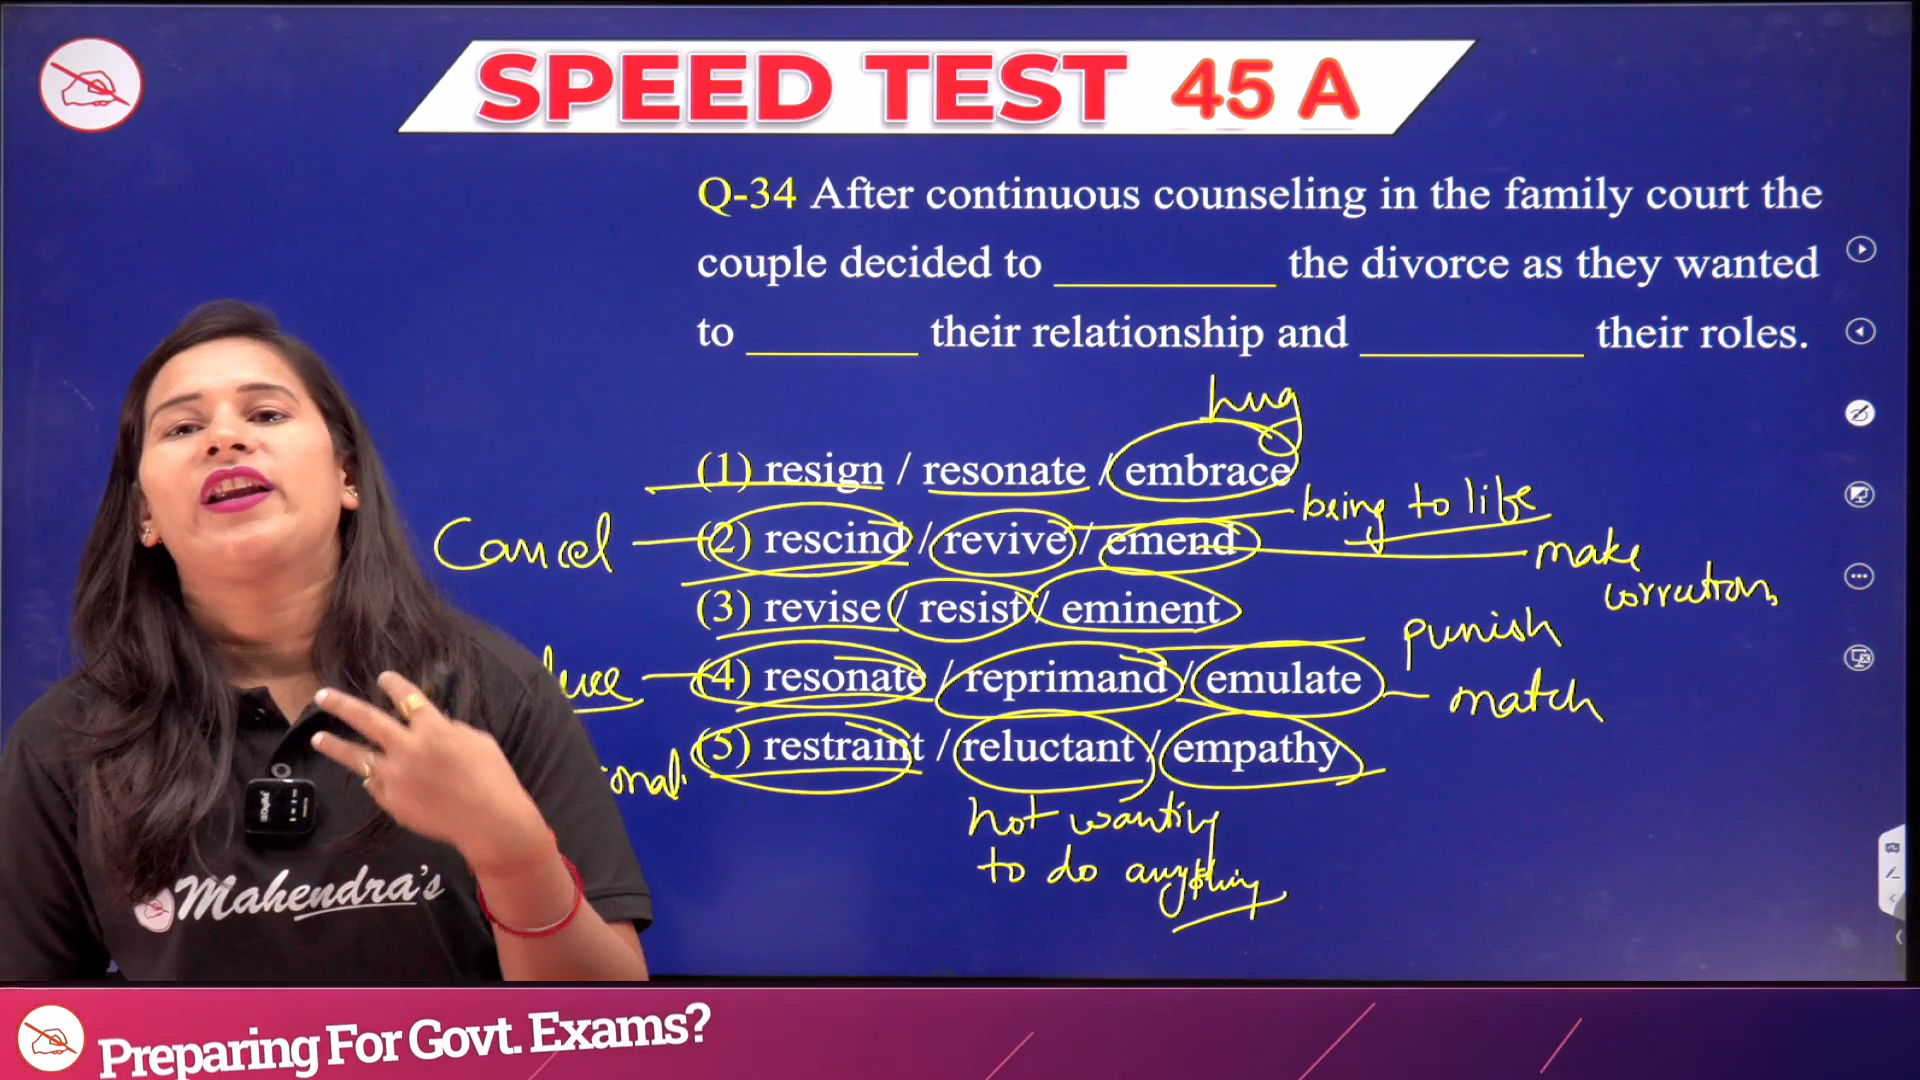 SPEED TEST 45 A
Q-34 After continuous counseling in the family court the
couple decided to __________ the divorce as they wanted
to ________ their relationship and __________ their roles.
hug
(1) resign / resonate / embrace
being to life
Cancel (2) rescind / revive / emend
make
corrections
(3) revise / resist / eminent
punish
(4) resonate / reprimand / emulate
match
(5) restraint / reluctant / empathy
not wanting
to do anything
Mahendra's
Preparing For Govt. Exams?